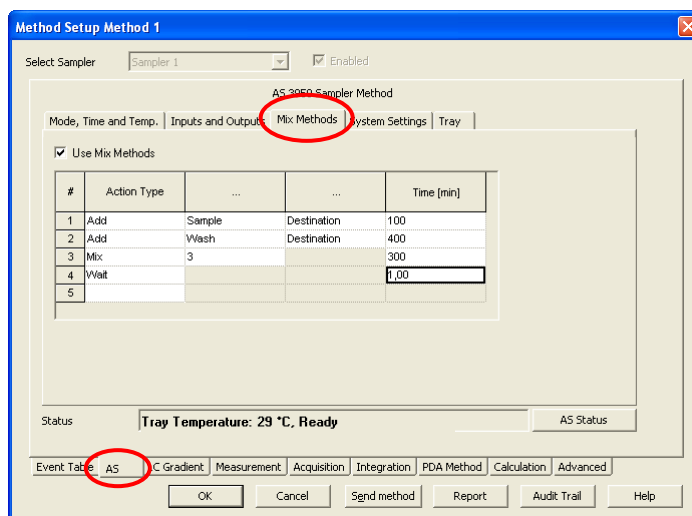 Method Setup Method 1
Select Sampler Sampler 1 Enabled
AS 3950 Sampler Method
Mode, Time and Temp. Inputs and Outputs Mix Methods System Settings Tray
Use Mix Methods
# Action Type ... ... Time [min]
1 Add Sample Destination 100
2 Add Wash Destination 400
3 Mix 3 300
4 Wait 1,00
5
Status Tray Temperature: 29 °C, Ready AS Status
Event Table AS LC Gradient Measurement Acquisition Integration PDA Method Calculation Advanced
OK Cancel Send method Report Audit Trail Help